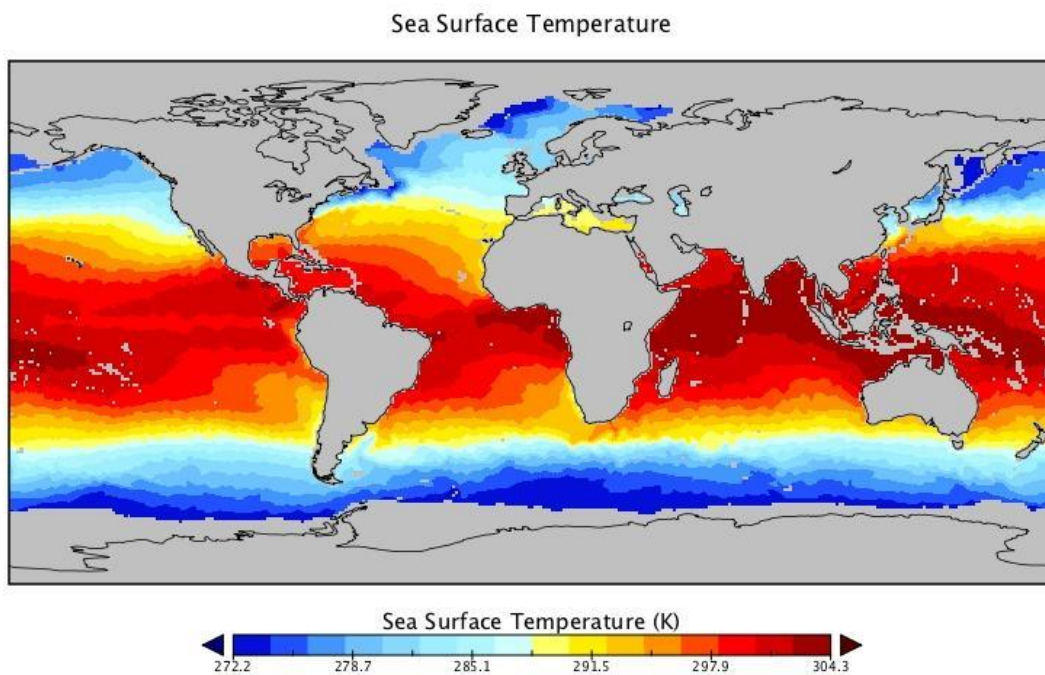 Sea Surface Temperature
Sea Surface Temperature (K)
272.2 278.7 285.1 291.5 297.9 304.3